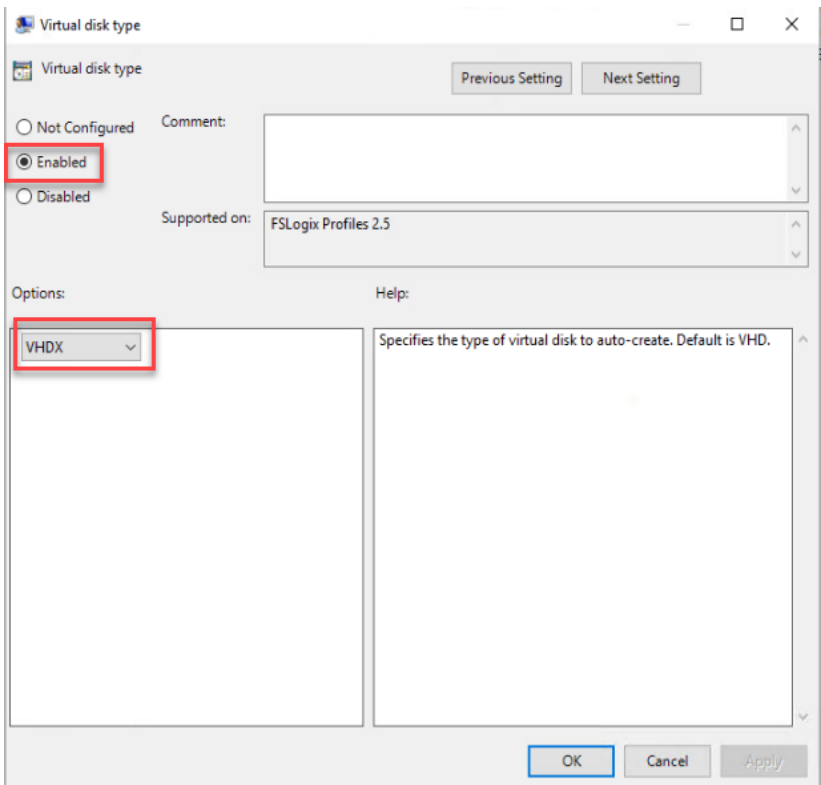 Virtual disk type
Virtual disk type
Previous Setting
Next Setting
Not Configured
Comment:
Enabled
Disabled
Supported on:
FSLogix Profiles 2.5
Options:
Help:
VHDX
Specifies the type of virtual disk to auto-create. Default is VHD.
OK
Cancel
Apply